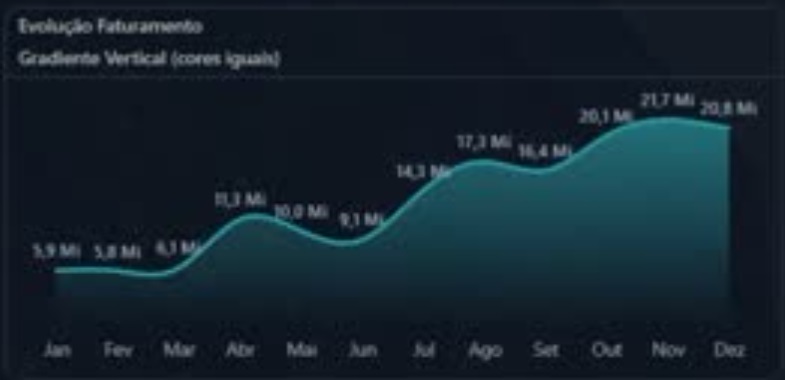 Evolução Faturamento
Gradiente Vertical (cores iguais)
5,9 Mi 5,8 Mi 6,1 Mi 11,3 Mi 10,0 Mi 9,1 Mi 14,3 Mi 17,3 Mi 16,4 Mi 20,1 Mi 21,7 Mi 20,8 Mi
Jan Fev Mar Abr Mai Jun Jul Ago Set Out Nov Dez